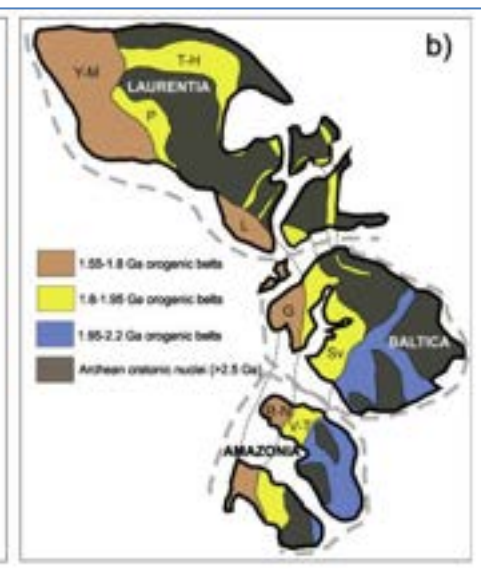 b)
Y-M
T-H
LAURENTIA
P
L
1.55-1.8 Ga orogenic belts
1.8-1.95 Ga orogenic belts
1.95-2.2 Ga orogenic belts
Archean cratonic nuclei (>2.5 Ga)
G
BALTICA
Sv
R-N
V-T
AMAZONIA